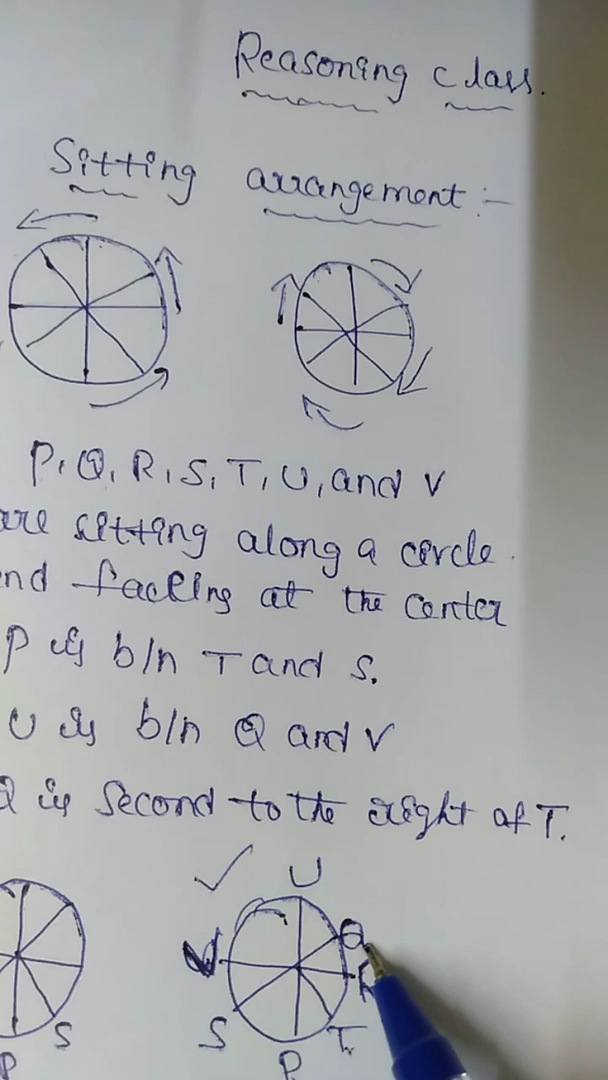 Reasoning class.
Sitting arrangement :-
P, Q, R, S, T, U, and V
are sitting along a circle.
nd facing at the center
P is b/n T and S.
U is b/n Q and V
Q is second to the right of T.
U
Q
V
S
S
T
P
P